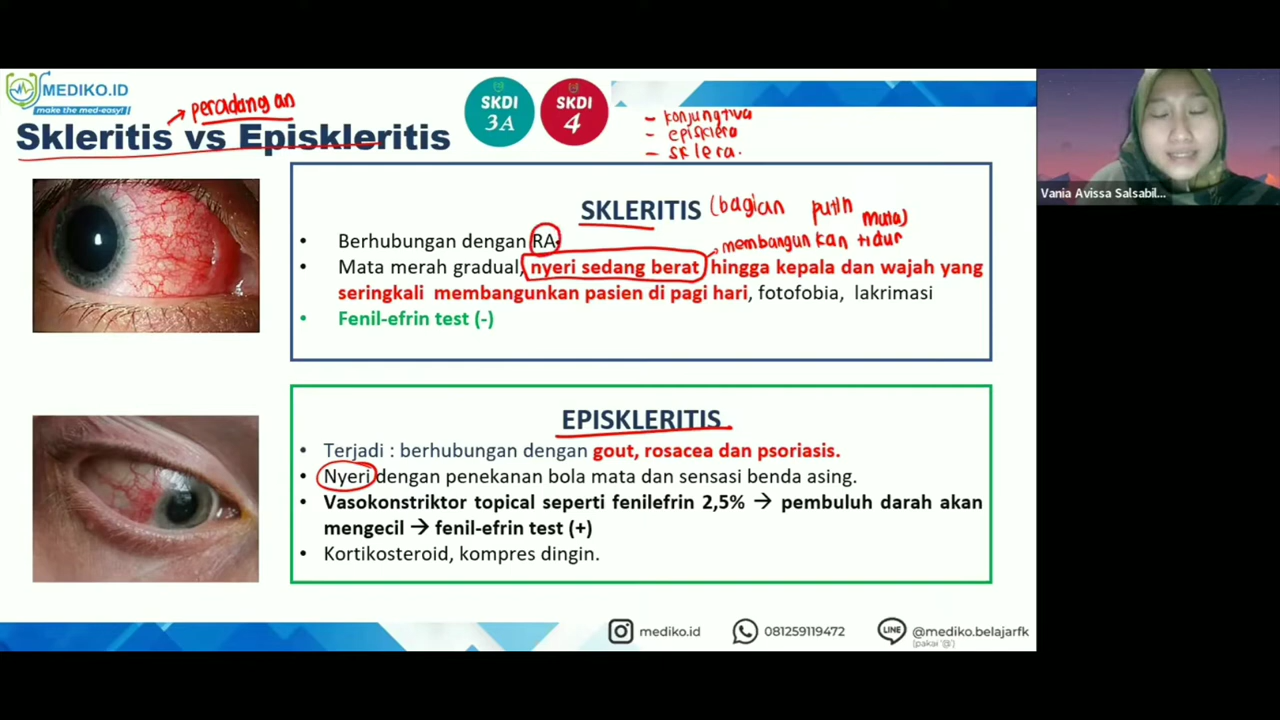 MEDIKO.ID
make the med-easy!
peradangan
Skleritis vs Episkleritis
SKDI
3A
SKDI
4
- konjungtiva
- episklera
- sklera.
SKLERITIS (bagian putih mata)
• Berhubungan dengan RA.
membangunkan tidur
• Mata merah gradual, nyeri sedang berat hingga kepala dan wajah yang
seringkali membangunkan pasien di pagi hari, fotofobia, lakrimasi
• Fenil-efrin test (-)
EPISKLERITIS
• Terjadi : berhubungan dengan gout, rosacea dan psoriasis.
• Nyeri dengan penekanan bola mata dan sensasi benda asing.
• Vasokonstriktor topical seperti fenilefrin 2,5% → pembuluh darah akan
mengecil → fenil-efrin test (+)
• Kortikosteroid, kompres dingin.
mediko.id
081259119472
LINE
@mediko.belajarfk
(pakai '@')
Vania Avissa Salsabil...